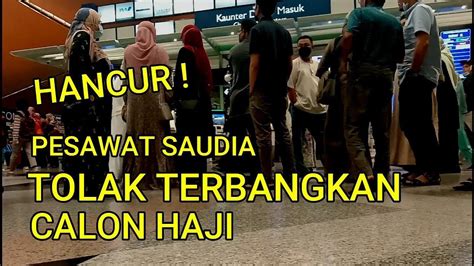 Kaunter D Masuk
HANCUR !
PESAWAT SAUDIA
TOLAK TERBANGKAN
CALON HAJI